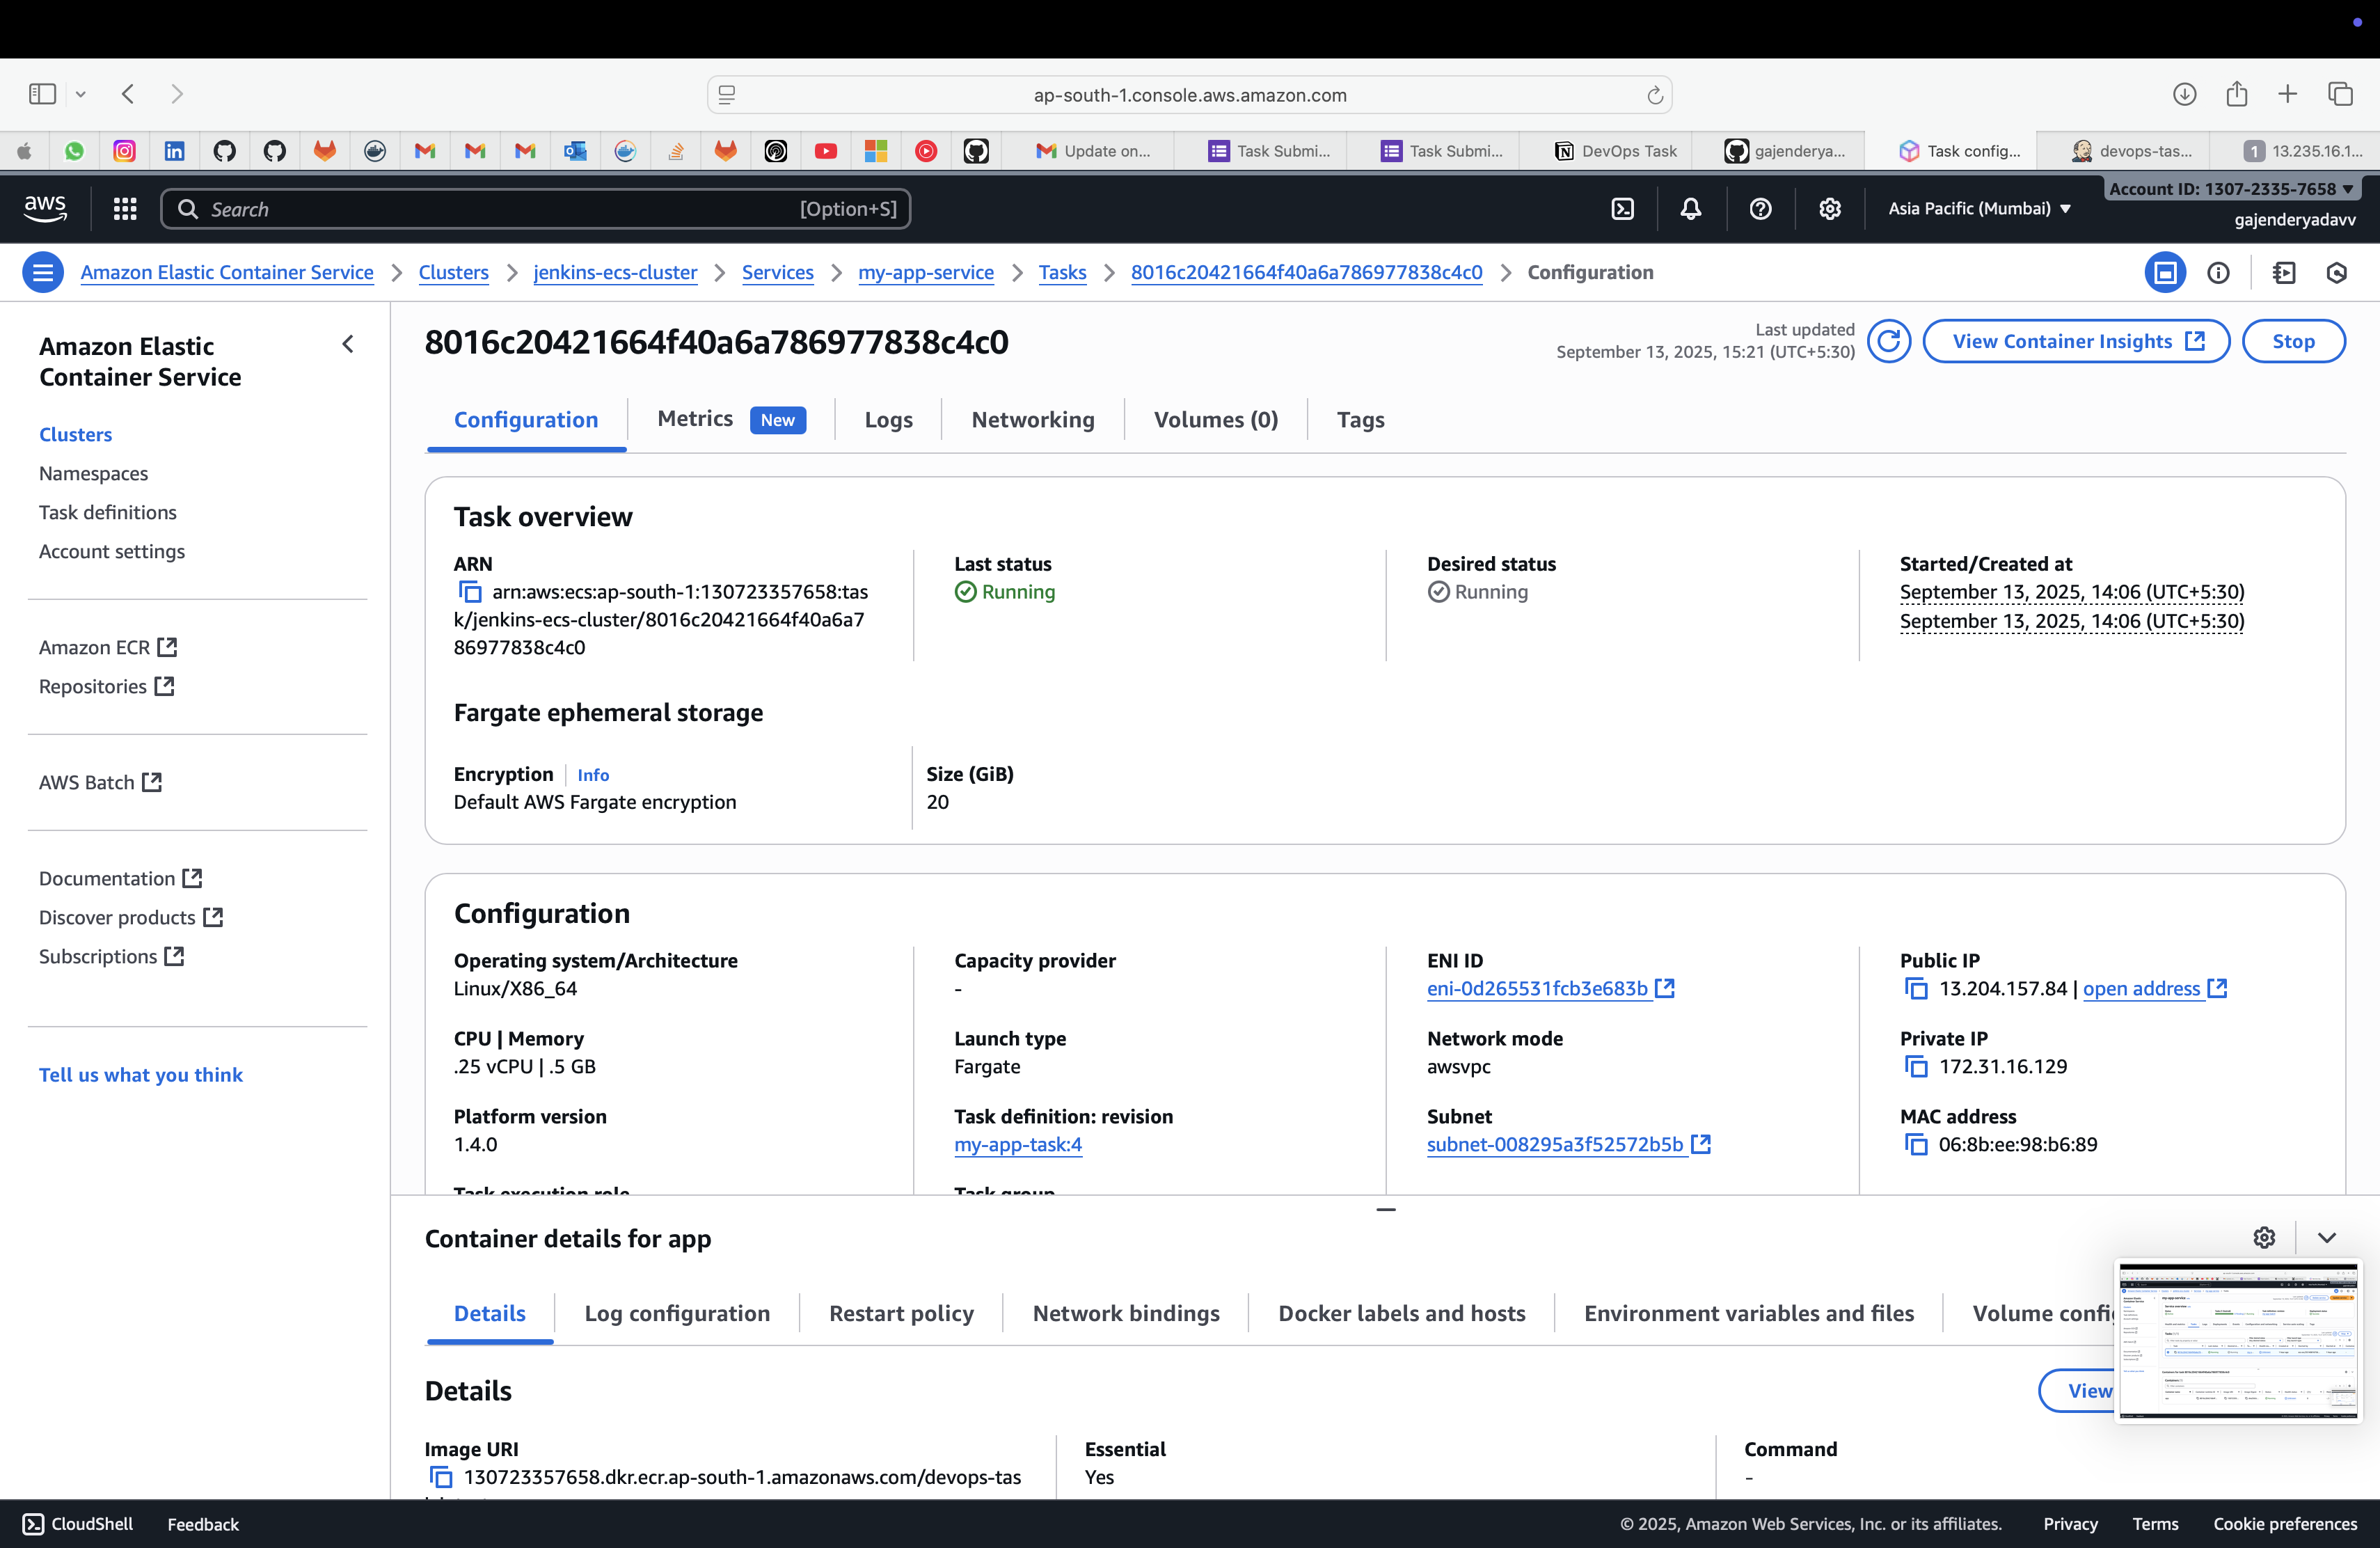 ap-south-1.console.aws.amazon.com
Update on...
Task Submi...
Task Submi...
DevOps Task
gajenderya...
Task config...
devops-tas...
1 13.235.16.1...
aws
Search [Option+S]
Asia Pacific (Mumbai)
Account ID: 1307-2335-7658
gajenderyadavv
Amazon Elastic Container Service > Clusters > jenkins-ecs-cluster > Services > my-app-service > Tasks > 8016c20421664f40a6a786977838c4c0 > Configuration
Amazon Elastic
Container Service
Clusters
Namespaces
Task definitions
Account settings
Amazon ECR
Repositories
AWS Batch
Documentation
Discover products
Subscriptions
Tell us what you think
8016c20421664f40a6a786977838c4c0
Last updated
September 13, 2025, 15:21 (UTC+5:30)
View Container Insights
Stop
Configuration
Metrics New
Logs
Networking
Volumes (0)
Tags
Task overview
ARN
arn:aws:ecs:ap-south-1:130723357658:tas
k/jenkins-ecs-cluster/8016c20421664f40a6a7
86977838c4c0
Last status
Running
Desired status
Running
Started/Created at
September 13, 2025, 14:06 (UTC+5:30)
September 13, 2025, 14:06 (UTC+5:30)
Fargate ephemeral storage
Encryption Info
Default AWS Fargate encryption
Size (GiB)
20
Configuration
Operating system/Architecture
Linux/X86_64
CPU | Memory
.25 vCPU | .5 GB
Platform version
1.4.0
Task execution role
Capacity provider
-
Launch type
Fargate
Task definition: revision
my-app-task:4
Task group
ENI ID
eni-0d265531fcb3e683b
Network mode
awsvpc
Subnet
subnet-008295a3f52572b5b
Public IP
13.204.157.84 | open address
Private IP
172.31.16.129
MAC address
06:8b:ee:98:b6:89
Container details for app
Details
Log configuration
Restart policy
Network bindings
Docker labels and hosts
Environment variables and files
Volume confi
Details
View
Image URI
130723357658.dkr.ecr.ap-south-1.amazonaws.com/devops-tas
Essential
Yes
Command
-
CloudShell
Feedback
© 2025, Amazon Web Services, Inc. or its affiliates.
Privacy
Terms
Cookie preferences